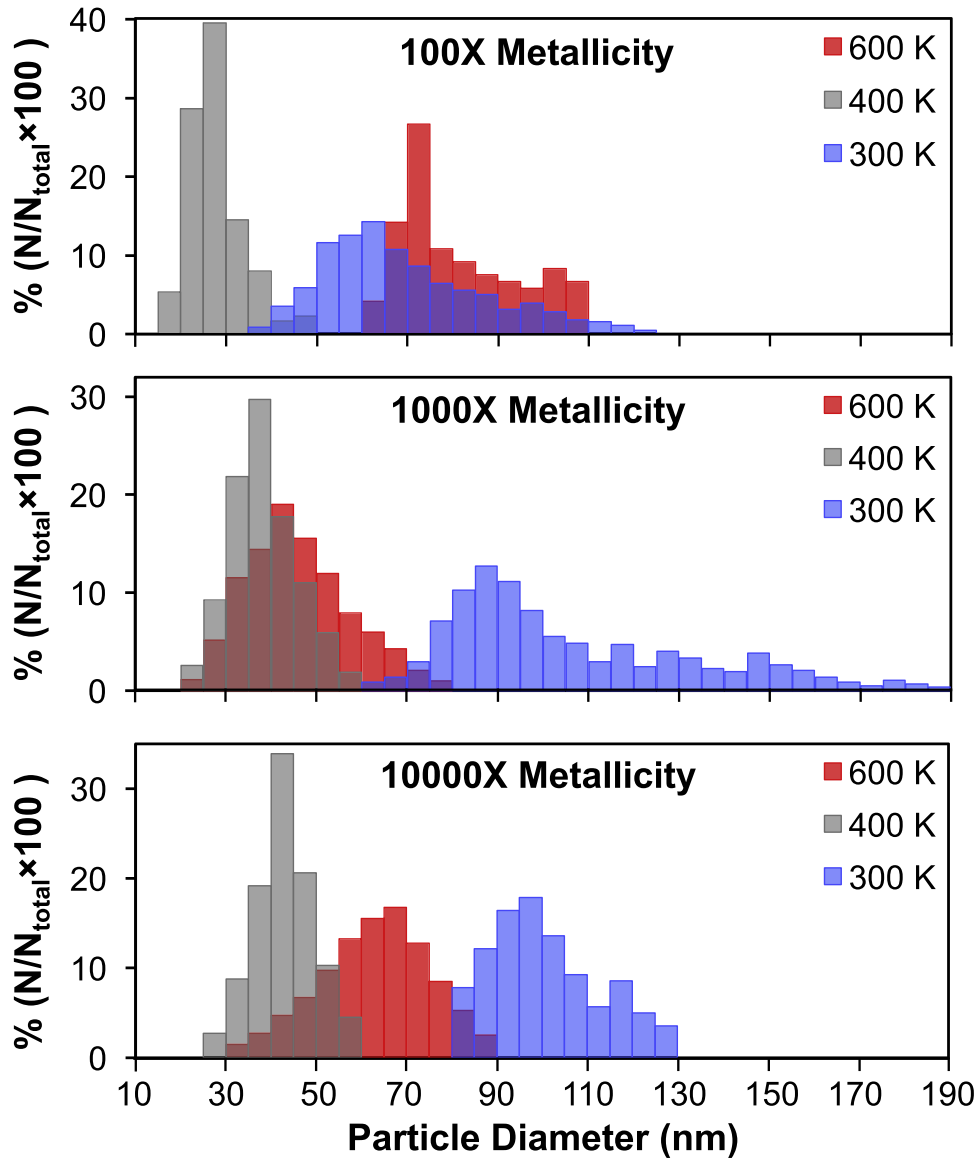 100X Metallicity
600 K
400 K
300 K
40
30
20
10
0
% (N/Ntotal×100 )
1000X Metallicity
600 K
400 K
300 K
30
20
10
0
% (N/Ntotal×100 )
10000X Metallicity
600 K
400 K
300 K
30
20
10
0
% (N/Ntotal×100 )
10 30 50 70 90 110 130 150 170 190
Particle Diameter (nm)